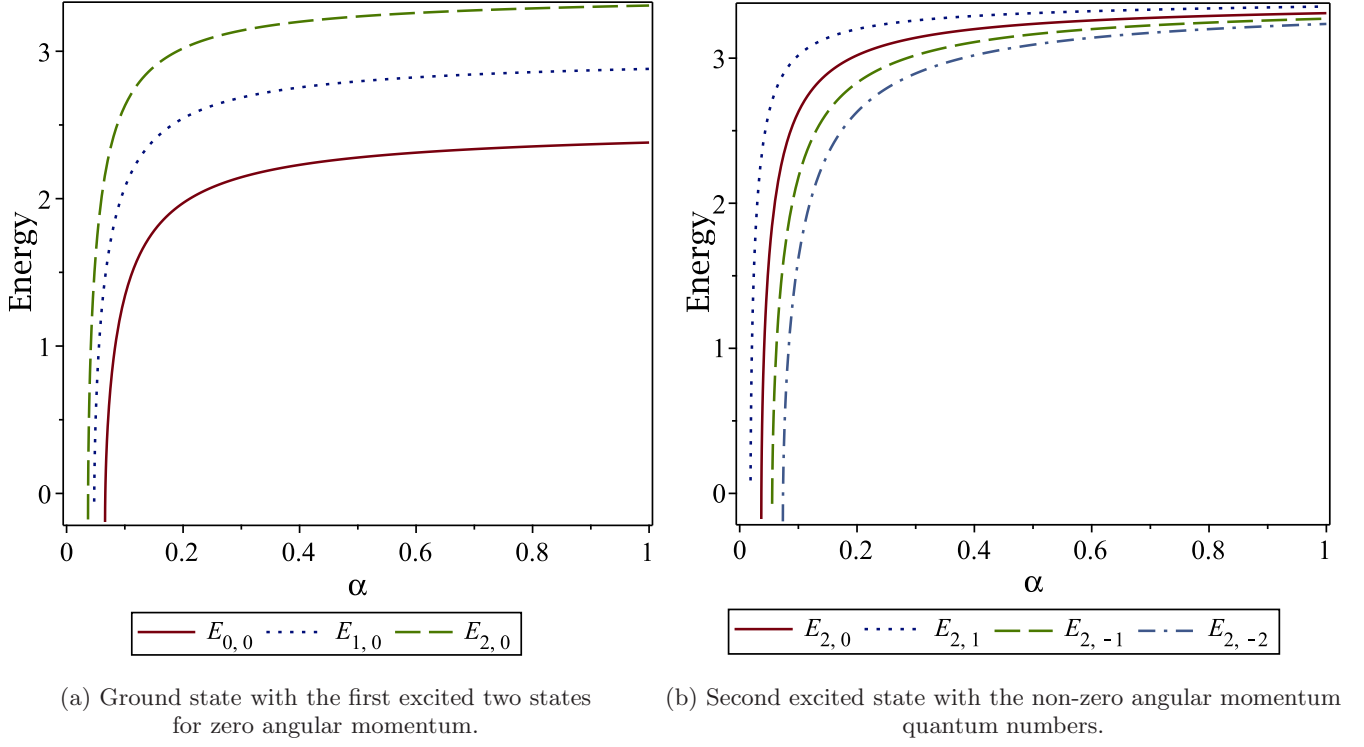 3
2
1
0
Energy
0
0.2
0.4
0.6
0.8
1
α
E0, 0
E1, 0
E2, 0
(a) Ground state with the first excited two states
for zero angular momentum.
3
2
1
0
Energy
0
0.2
0.4
0.6
0.8
1
α
E2, 0
E2, 1
E2, -1
E2, -2
(b) Second excited state with the non-zero angular momentum
quantum numbers.